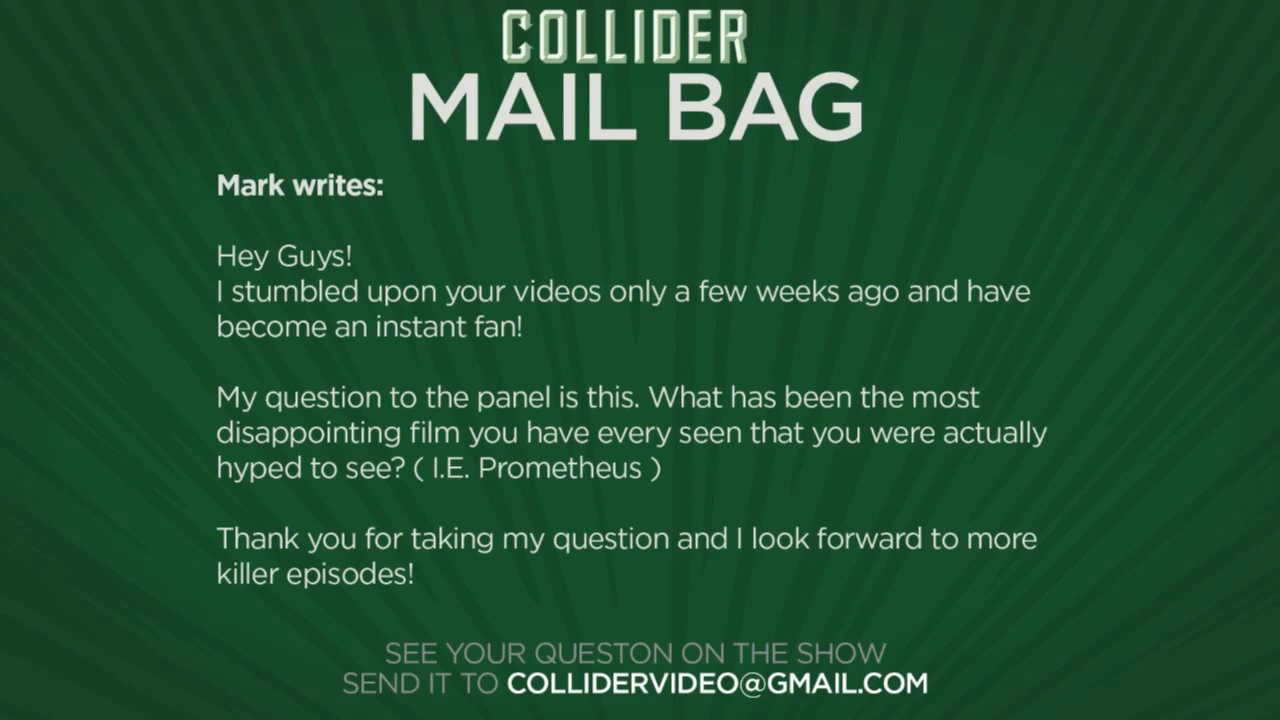 COLLIDER
MAIL BAG
Mark writes:
Hey Guys!
I stumbled upon your videos only a few weeks ago and have
become an instant fan!
My question to the panel is this. What has been the most
disappointing film you have every seen that you were actually
hyped to see? ( I.E. Prometheus )
Thank you for taking my question and I look forward to more
killer episodes!
SEE YOUR QUESTON ON THE SHOW
SEND IT TO COLLIDERVIDEO@GMAIL.COM